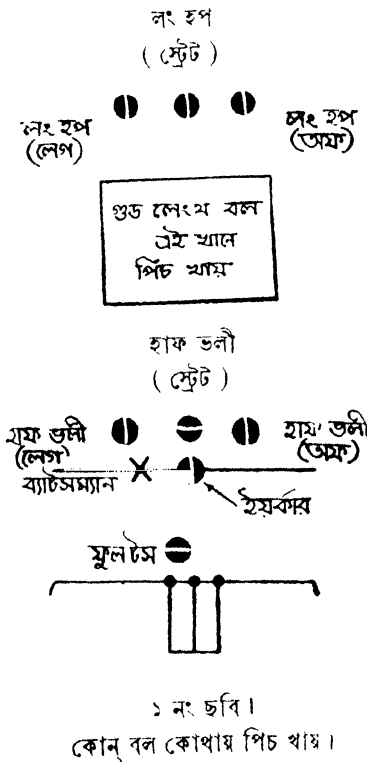 লং হপ
( স্ট্রেট )
লং হপ
(লেগ)
লং হপ
(অফ)
গুড লেংথ বল
এই খানে
পিচ খায়
হাফ ভলী
( স্ট্রেট )
হাফ ভলী
(লেগ)
হাফ ভলী
(অফ)
ব্যাটসম্যান
ইয়র্কার
ফুলটস
১ নং ছবি।
কোন্ বল কোথায় পিচ খায়।